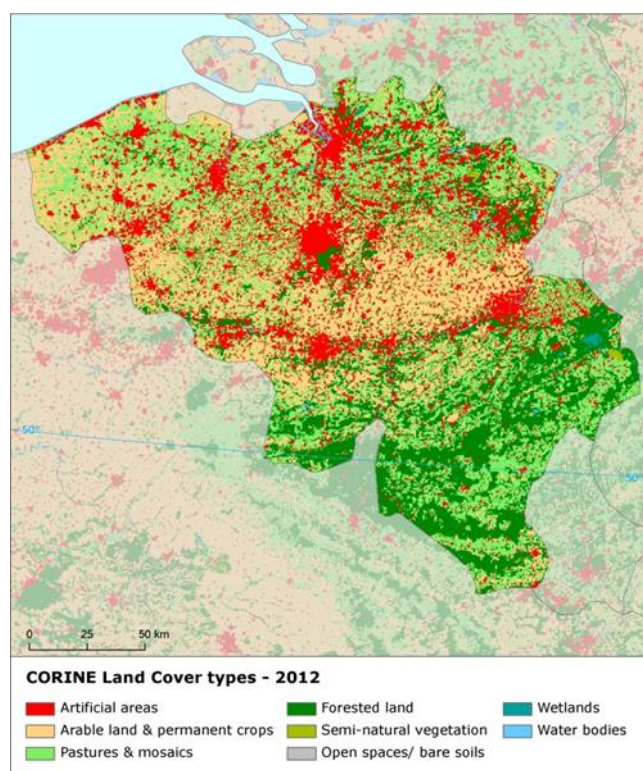 50°
50°
0 25 50 km
CORINE Land Cover types - 2012
Artificial areas
Forested land
Wetlands
Arable land & permanent crops
Semi-natural vegetation
Water bodies
Pastures & mosaics
Open spaces/ bare soils